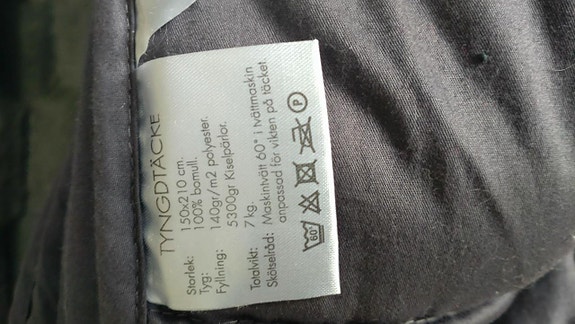 TYNGDTÄCKE
Storlek: 150x210 cm.
Tyg: 100% bomull.
Fyllning: 140gr/m2 polyester.
5300gr Kiselpärlor.
Totalvikt: 7 kg.
Skötselråd: Maskintvätt 60° i tvättmaskin
anpassad för vikten på täcket
60° P